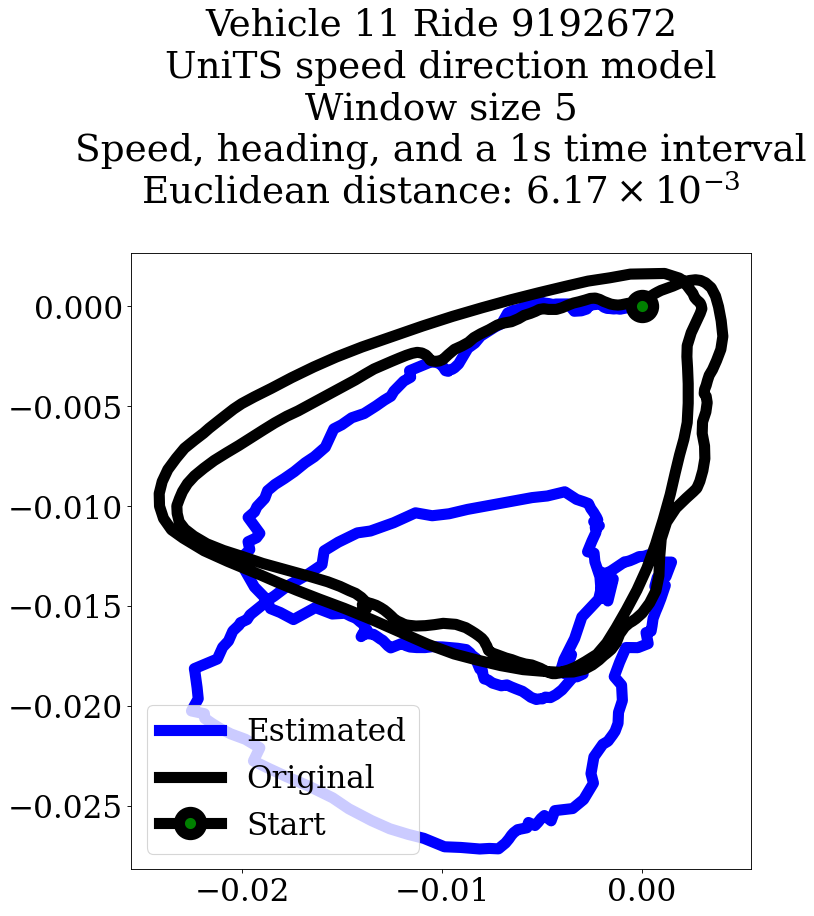 Vehicle 11 Ride 9192672
UniTS speed direction model
Window size 5
Speed, heading, and a 1s time interval
Euclidean distance: 6.17 × 10⁻³
0.000
−0.005
−0.010
−0.015
−0.020
−0.025
Estimated
Original
Start
−0.02 −0.01 0.00